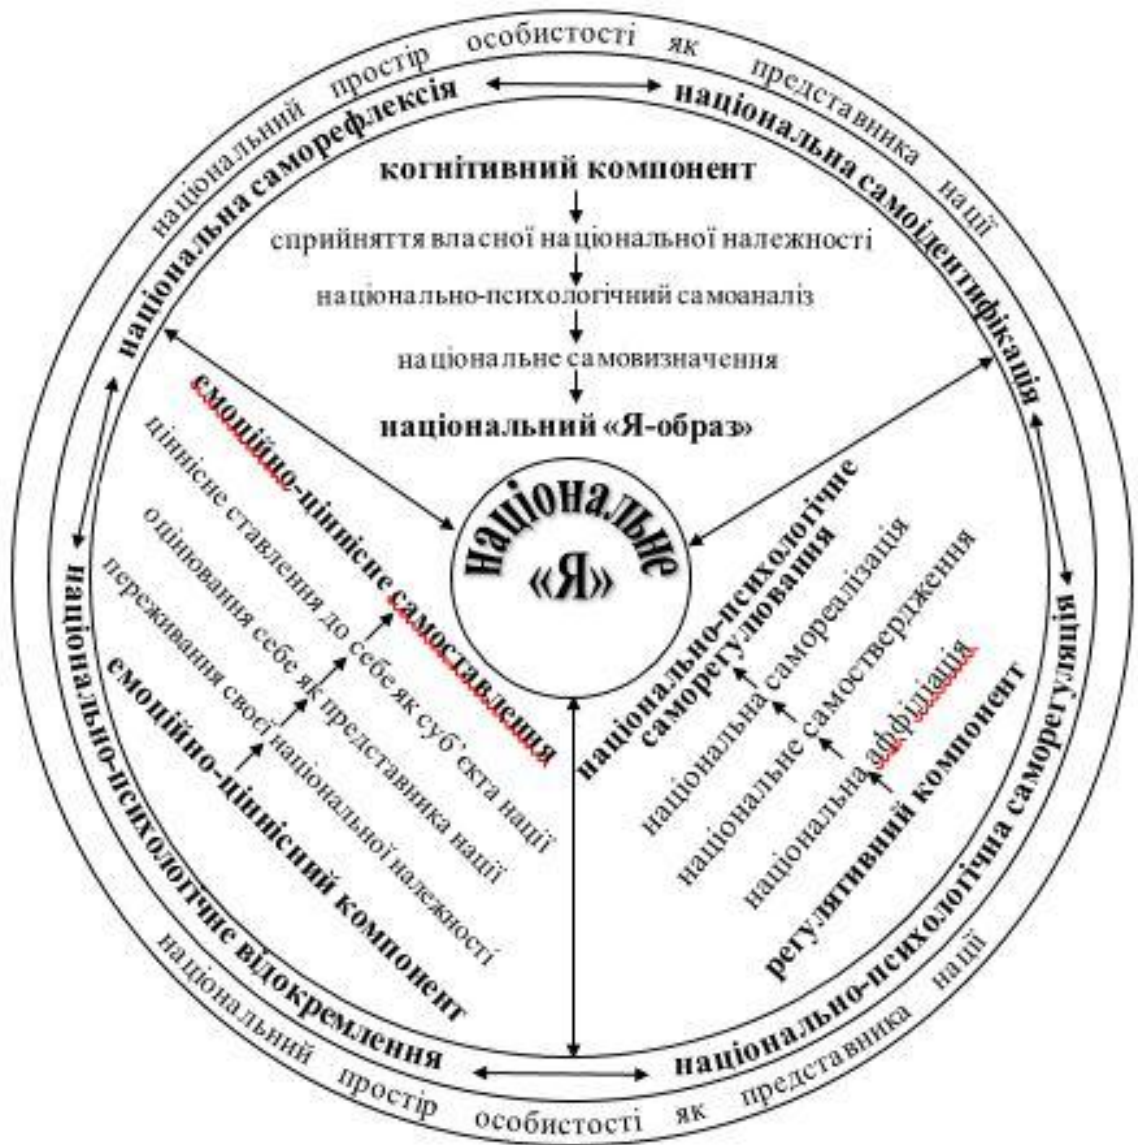 національний простір особистості як представника нації
національна саморефлексія
національна самоідентифікація
когнітивний компонент
сприйняття власної національної належності
національно-психологічний самоаналіз
національне самовизначення
національний «Я-образ»
національне
«Я»
ємоційно-ціннісне самоставлення
ціннісне ставлення до себе як суб’єкта нації
оцінювання себе як представника нації
переживання своєї національної належності
емоційно-ціннісний компонент
національно-психологічне
саморегулювання
національна самореалізація
національне самоствердження
національна аффіліація
регулятивний компонент
національно-психологічне відокремлення
національно-психологічна саморегуляція
національний простір особистості як представника нації